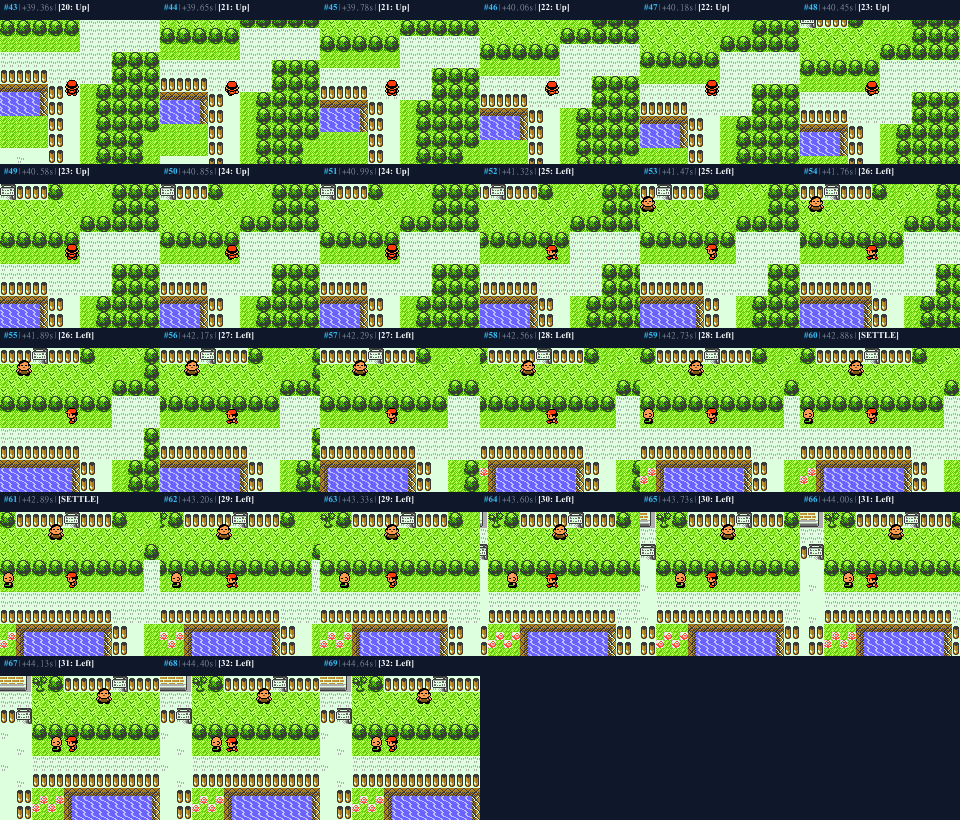 #43|+39.36s|[20: Up]
#44|+39.65s|[21: Up]
#45|+39.78s|[21: Up]
#46|+40.06s|[22: Up]
#47|+40.18s|[22: Up]
#48|+40.45s|[23: Up]
#49|+40.58s|[23: Up]
#50|+40.85s|[24: Up]
#51|+40.99s|[24: Up]
#52|+41.32s|[25: Left]
#53|+41.47s|[25: Left]
#54|+41.76s|[26: Left]
#55|+41.89s|[26: Left]
#56|+42.17s|[27: Left]
#57|+42.29s|[27: Left]
#58|+42.56s|[28: Left]
#59|+42.73s|[28: Left]
#60|+42.88s|[SETTLE]
#61|+42.89s|[SETTLE]
#62|+43.20s|[29: Left]
#63|+43.33s|[29: Left]
#64|+43.60s|[30: Left]
#65|+43.73s|[30: Left]
#66|+44.00s|[31: Left]
#67|+44.13s|[31: Left]
#68|+44.40s|[32: Left]
#69|+44.64s|[32: Left]